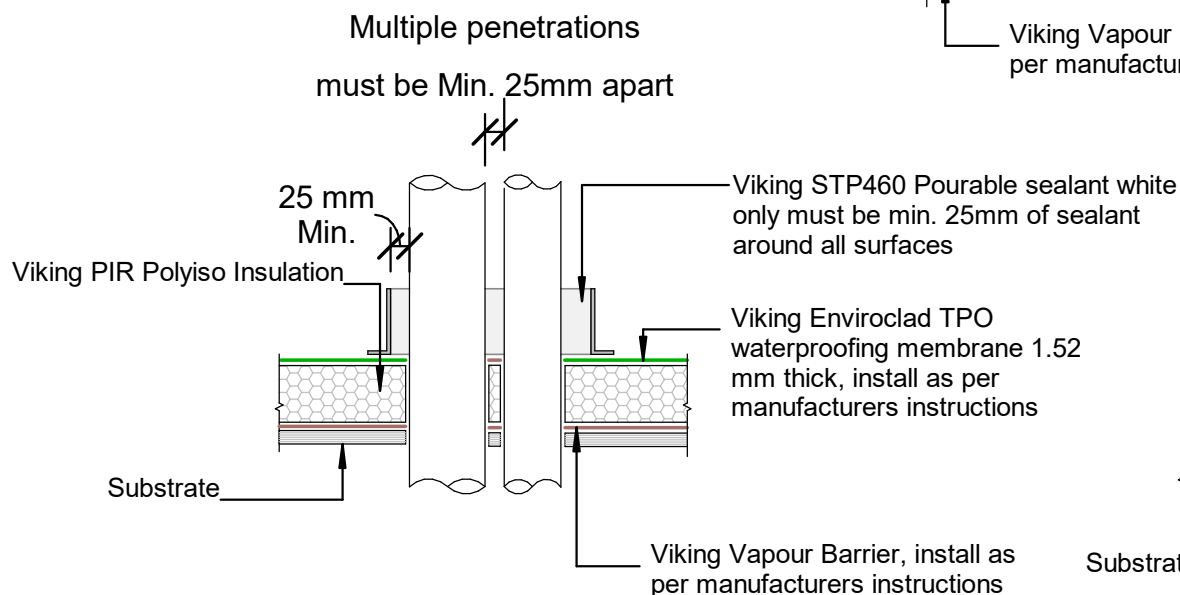 Multiple penetrations
must be Min. 25mm apart
Viking Vapour
per manufactur
25 mm
Min.
Viking PIR Polyiso Insulation
Viking STP460 Pourable sealant white
only must be min. 25mm of sealant
around all surfaces
Viking Enviroclad TPO
waterproofing membrane 1.52
mm thick, install as per
manufacturers instructions
Substrate
Viking Vapour Barrier, install as
per manufacturers instructions
Substrat